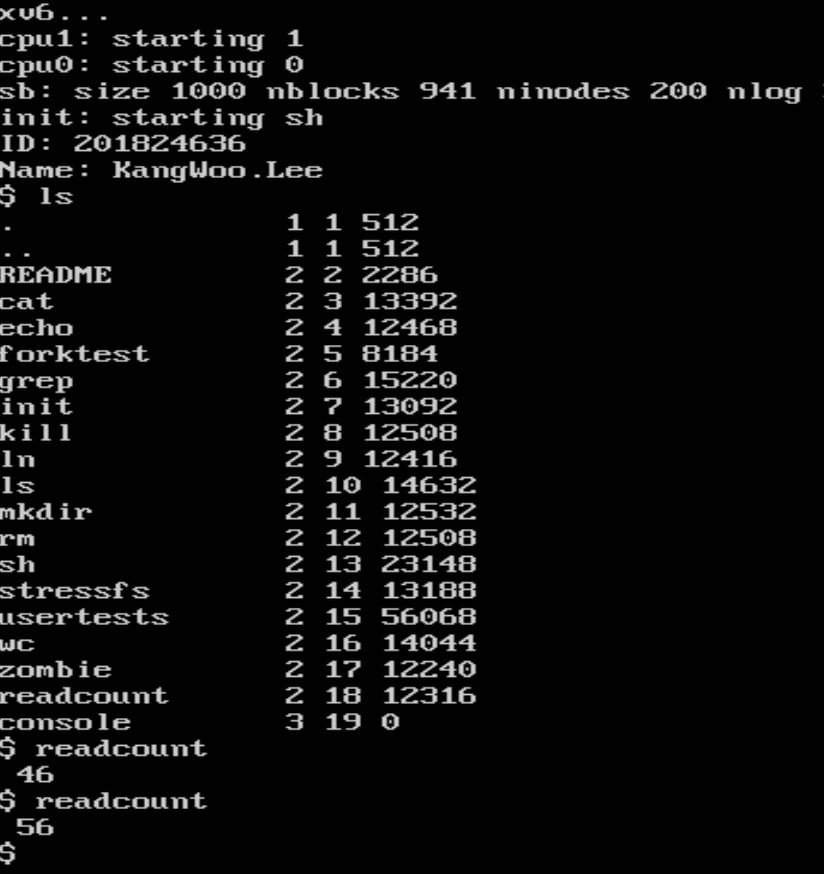 xv6...
cpu1: starting 1
cpu0: starting 0
sb: size 1000 nblocks 941 ninodes 200 nlog
init: starting sh
ID: 201824636
Name: KangWoo.Lee
$ ls
. 1 1 512
.. 1 1 512
README 2 2 2286
cat 2 3 13392
echo 2 4 12468
forktest 2 5 8184
grep 2 6 15220
init 2 7 13092
kill 2 8 12508
ln 2 9 12416
ls 2 10 14632
mkdir 2 11 12532
rm 2 12 12508
sh 2 13 23148
stressfs 2 14 13188
usertests 2 15 56068
wc 2 16 14044
zombie 2 17 12240
readcount 2 18 12316
console 3 19 0
$ readcount
46
$ readcount
56
$